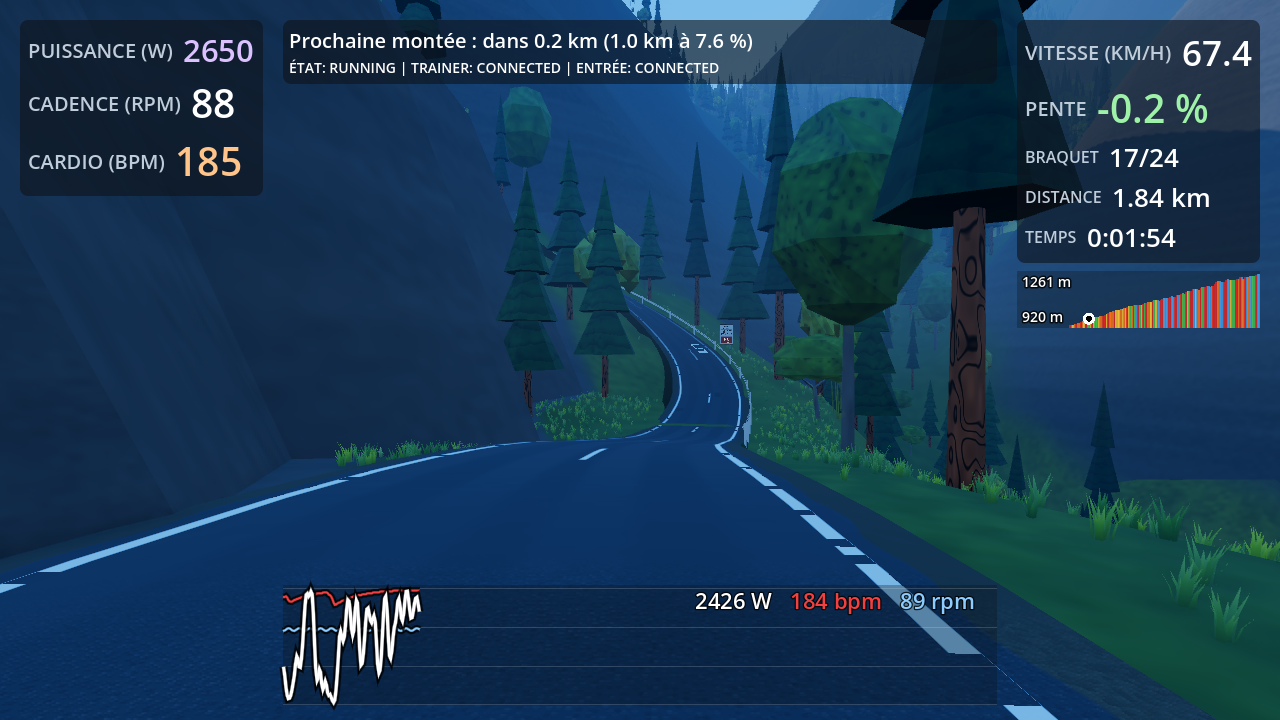 PUISSANCE (W) 2650
CADENCE (RPM) 88
CARDIO (BPM) 185
Prochaine montée : dans 0.2 km (1.0 km à 7.6 %)
ÉTAT: RUNNING | TRAINER: CONNECTED | ENTRÉE: CONNECTED
VITESSE (KM/H) 67.4
PENTE -0.2 %
BRAQUET 17/24
DISTANCE 1.84 km
TEMPS 0:01:54
1261 m
920 m
2426 W 184 bpm 89 rpm